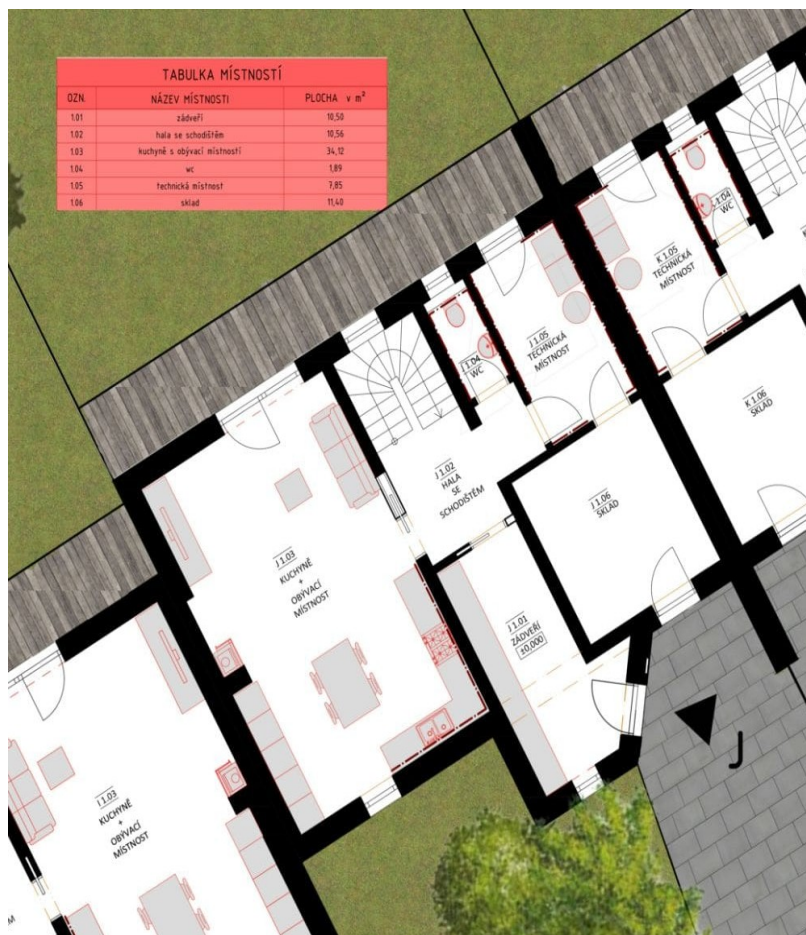 TABULKA MÍSTNOSTÍ
OZN. NÁZEV MÍSTNOSTI PLOCHA v m²
1.01 zádveří 10,50
1.02 hala se schodištěm 10,56
1.03 kuchyně s obývací místností 34,12
1.04 wc 1,89
1.05 technická místnost 7,85
1.06 sklad 11,40
1.04
WC
K 1.05
TECHNICKÁ
MÍSTNOST
K 1.06
SKLAD
J 1.04
WC
J 1.05
TECHNICKÁ
MÍSTNOST
J 1.02
HALA
SE
SCHODIŠTĚM
J 1.06
SKLAD
J 1.03
KUCHYNĚ
+
OBÝVACÍ
MÍSTNOST
J 1.01
ZÁDVEŘÍ
±0,000
J
I 1.03
KUCHYNĚ
+
OBÝVACÍ
MÍSTNOST
M